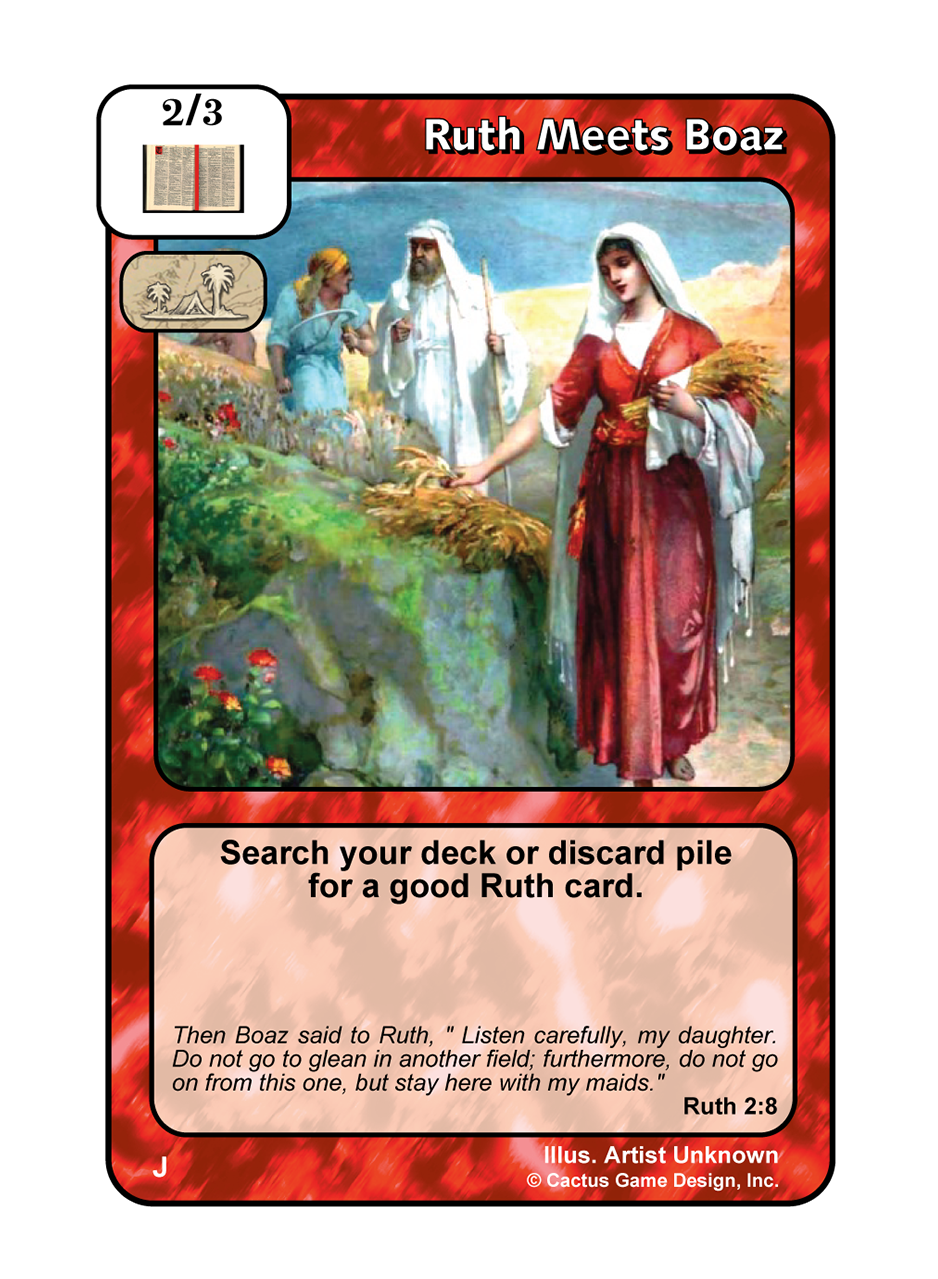 2/3
Ruth Meets Boaz
Search your deck or discard pile
for a good Ruth card.
Then Boaz said to Ruth, " Listen carefully, my daughter.
Do not go to glean in another field; furthermore, do not go
on from this one, but stay here with my maids."
Ruth 2:8
J
Illus. Artist Unknown
© Cactus Game Design, Inc.